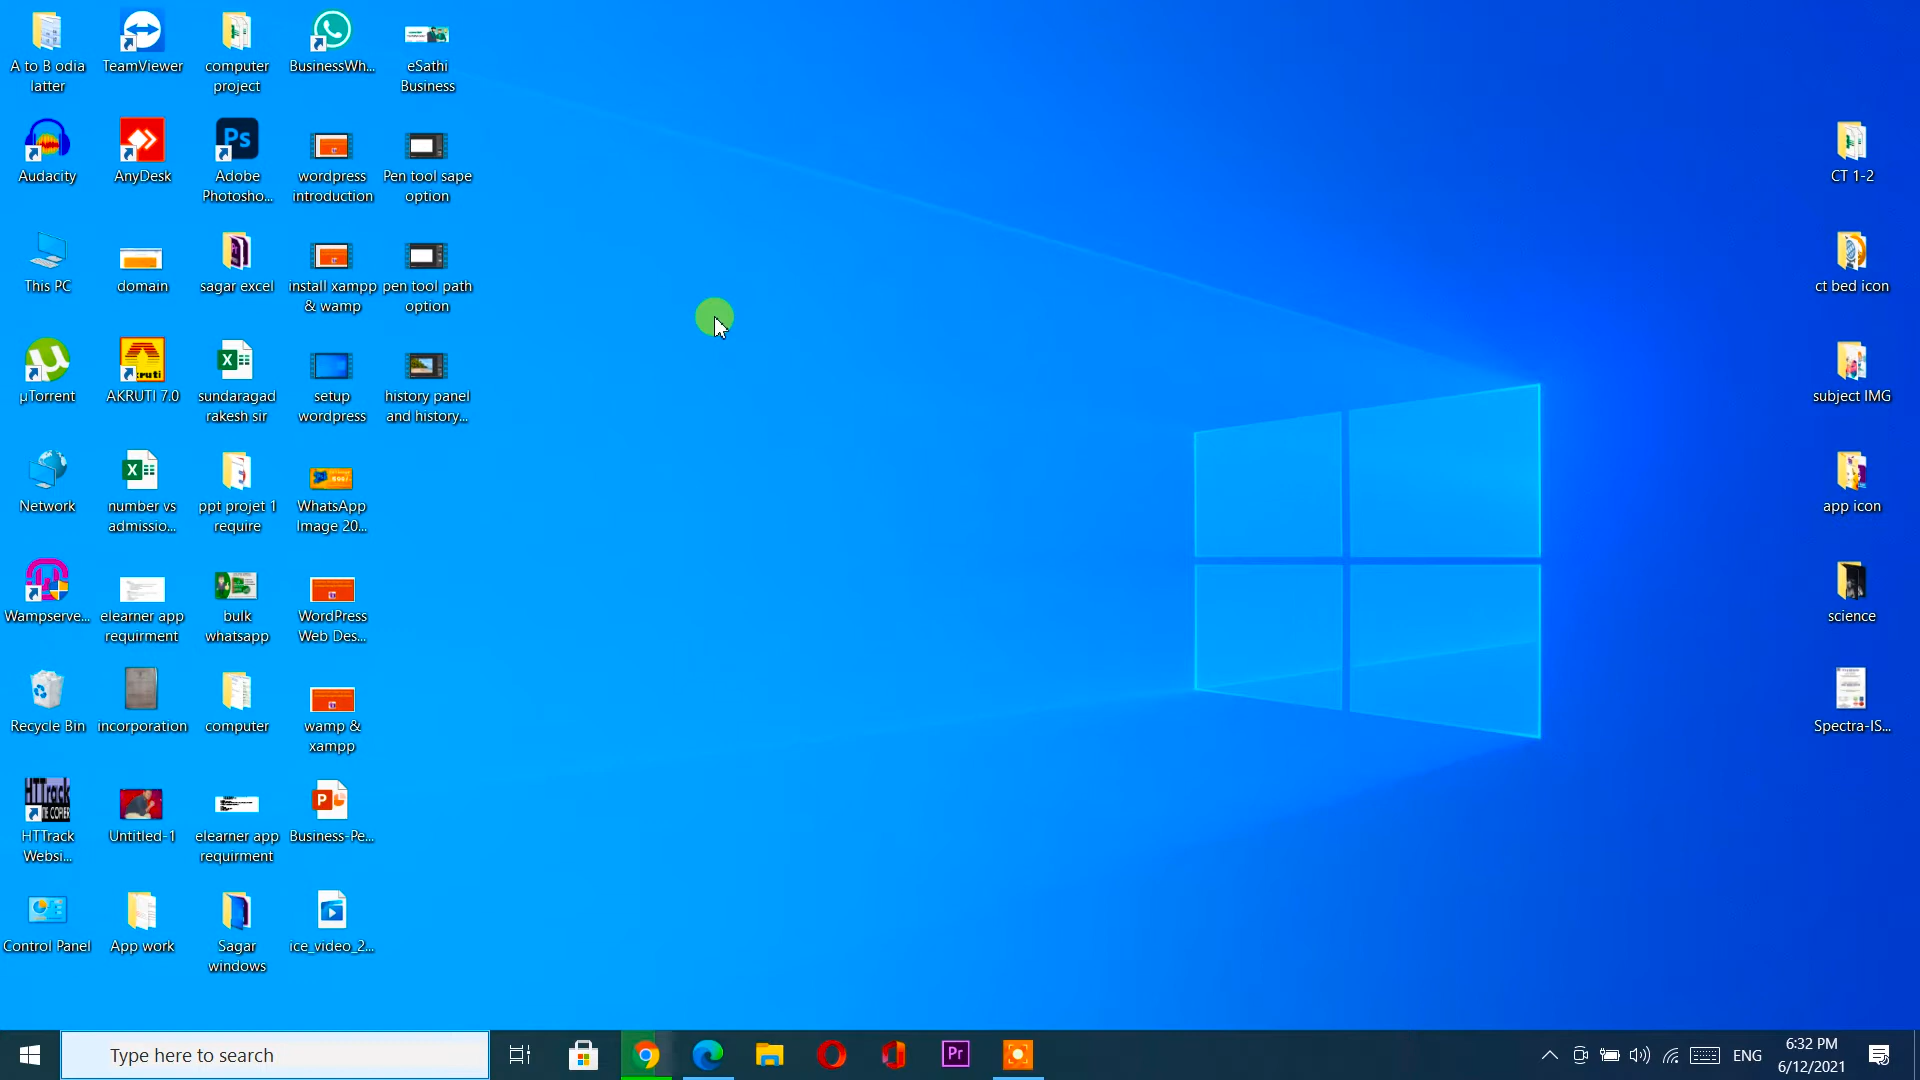 A to B odia
latter
TeamViewer
computer
project
BusinessWh...
eSathi
Business
Audacity
AnyDesk
Ps
Adobe
Photosho...
wordpress
introduction
Pen tool sape
option
CT 1-2
This PC
domain
sagar excel
install xampp
& wamp
pen tool path
option
ct bed icon
µTorrent
AKRUTI 7.0
sundaragad
rakesh sir
setup
wordpress
history panel
and history...
subject IMG
Network
number vs
admissio...
ppt projet 1
require
WhatsApp
Image 20...
app icon
Wampserve...
elearner app
requirment
bulk
whatsapp
WordPress
Web Des...
science
Recycle Bin
incorporation
computer
wamp &
xampp
Spectra-IS...
HTTrack
Websi...
Untitled-1
elearner app
requirment
Business-Pe...
Control Panel
App work
Sagar
windows
ice_video_2...
Type here to search
Pr
ENG
6:32 PM
6/12/2021